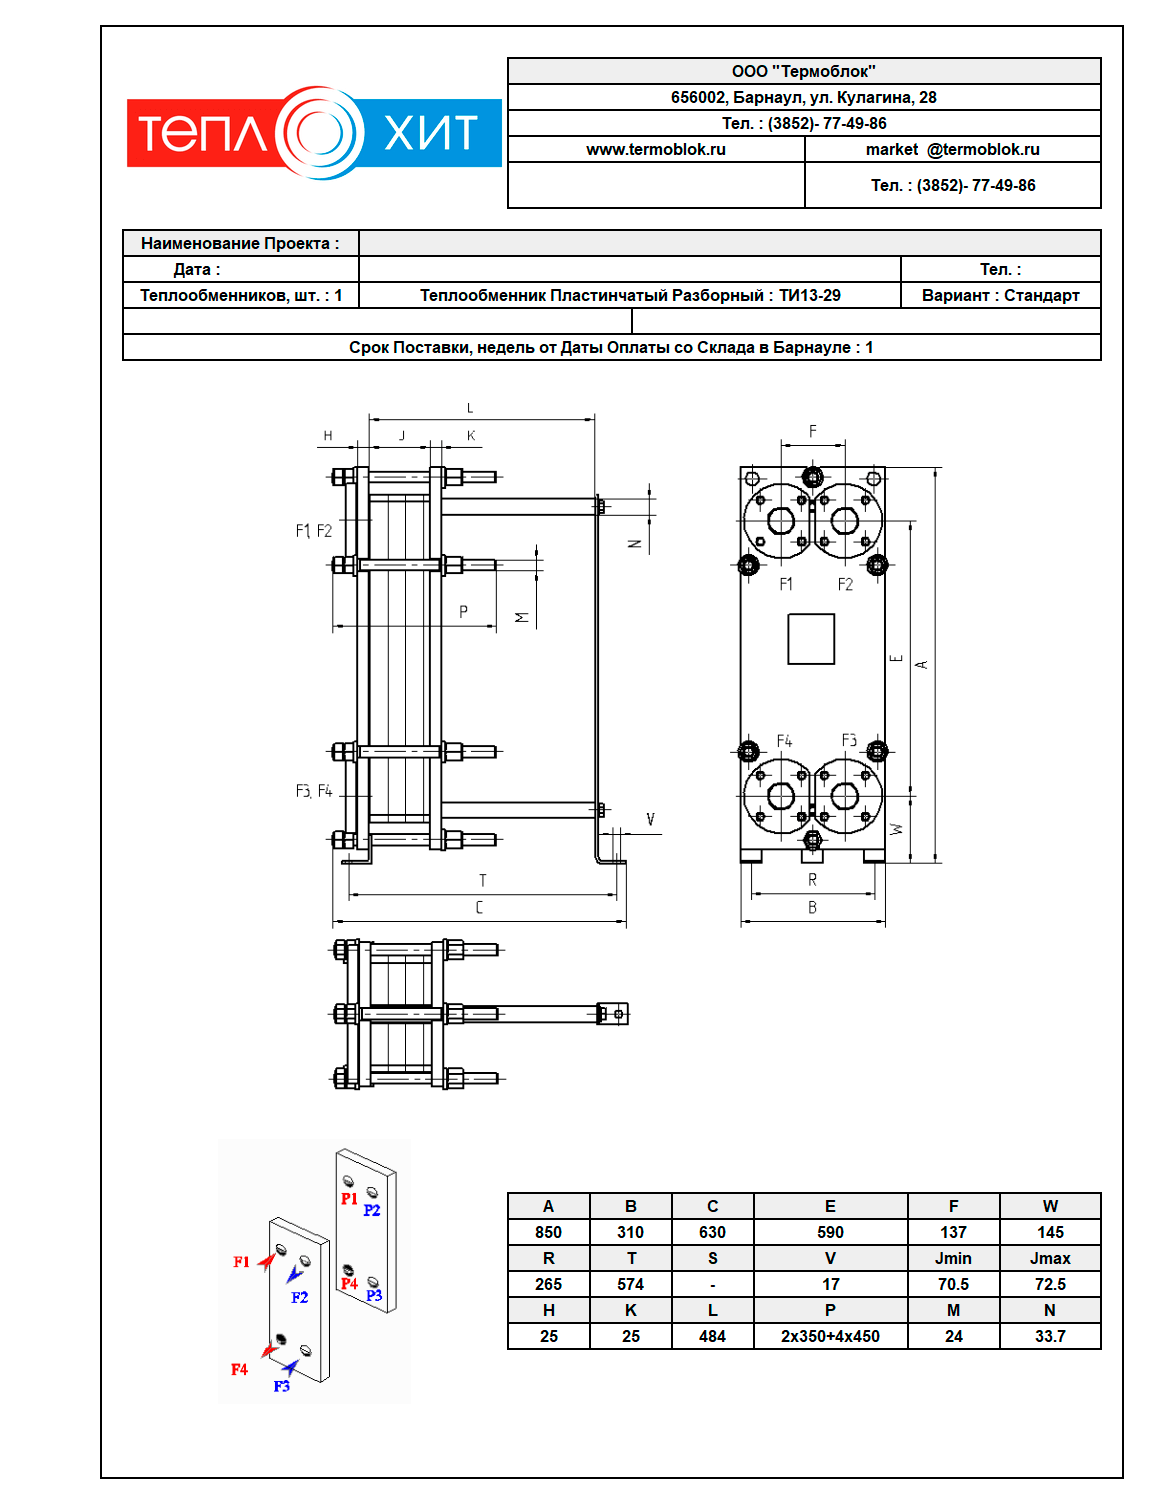 ТЕПЛО ХИТ
ООО "Термоблок"
656002, Барнаул, ул. Кулагина, 28
Тел. : (3852)- 77-49-86
www.termoblok.ru market @termoblok.ru
Тел. : (3852)- 77-49-86
Наименование Проекта :
Дата : Тел. :
Теплообменников, шт. : 1 Теплообменник Пластинчатый Разборный : ТИ13-29 Вариант : Стандарт
Срок Поставки, недель от Даты Оплаты со Склада в Барнауле : 1
L
H J K
F
F1, F2
N
F1 F2
P
M
E
A
F4 F3
F3, F4
V
W
T
R
C
B
P1
P2
F1
P4
F2
P3
F4
F3
A B C E F W
850 310 630 590 137 145
R T S V Jmin Jmax
265 574 - 17 70.5 72.5
H K L P M N
25 25 484 2x350+4x450 24 33.7